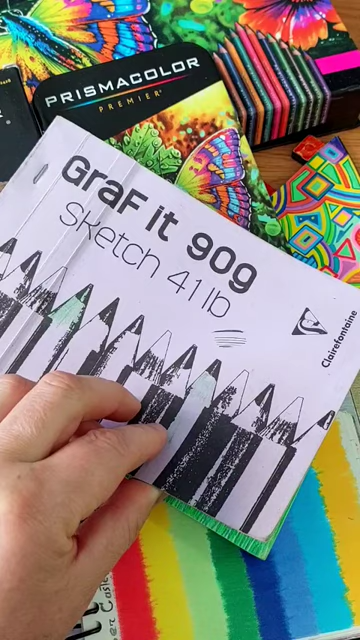 PRISMACOLOR
PREMIER
GraF it 90g
Sketch 41 lb
Clairefontaine